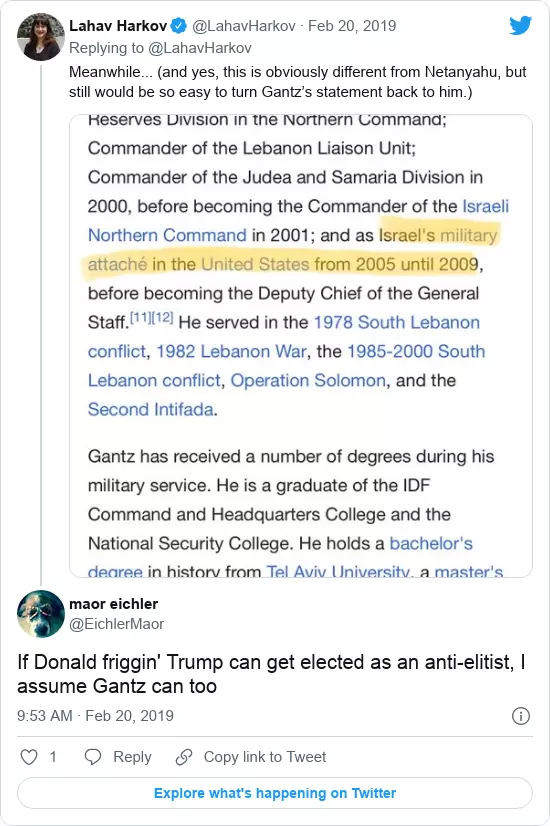 Lahav Harkov @LahavHarkov · Feb 20, 2019
Replying to @LahavHarkov
Meanwhile... (and yes, this is obviously different from Netanyahu, but
still would be so easy to turn Gantz’s statement back to him.)
Reserves Division in the Northern Command;
Commander of the Lebanon Liaison Unit;
Commander of the Judea and Samaria Division in
2000, before becoming the Commander of the Israeli
Northern Command in 2001; and as Israel's military
attaché in the United States from 2005 until 2009,
before becoming the Deputy Chief of the General
Staff.[11][12] He served in the 1978 South Lebanon
conflict, 1982 Lebanon War, the 1985-2000 South
Lebanon conflict, Operation Solomon, and the
Second Intifada.
Gantz has received a number of degrees during his
military service. He is a graduate of the IDF
Command and Headquarters College and the
National Security College. He holds a bachelor's
degree in history from Tel Aviv University, a master's
maor eichler
@EichlerMaor
If Donald friggin' Trump can get elected as an anti-elitist, I
assume Gantz can too
9:53 AM · Feb 20, 2019
1 Reply Copy link to Tweet
Explore what's happening on Twitter